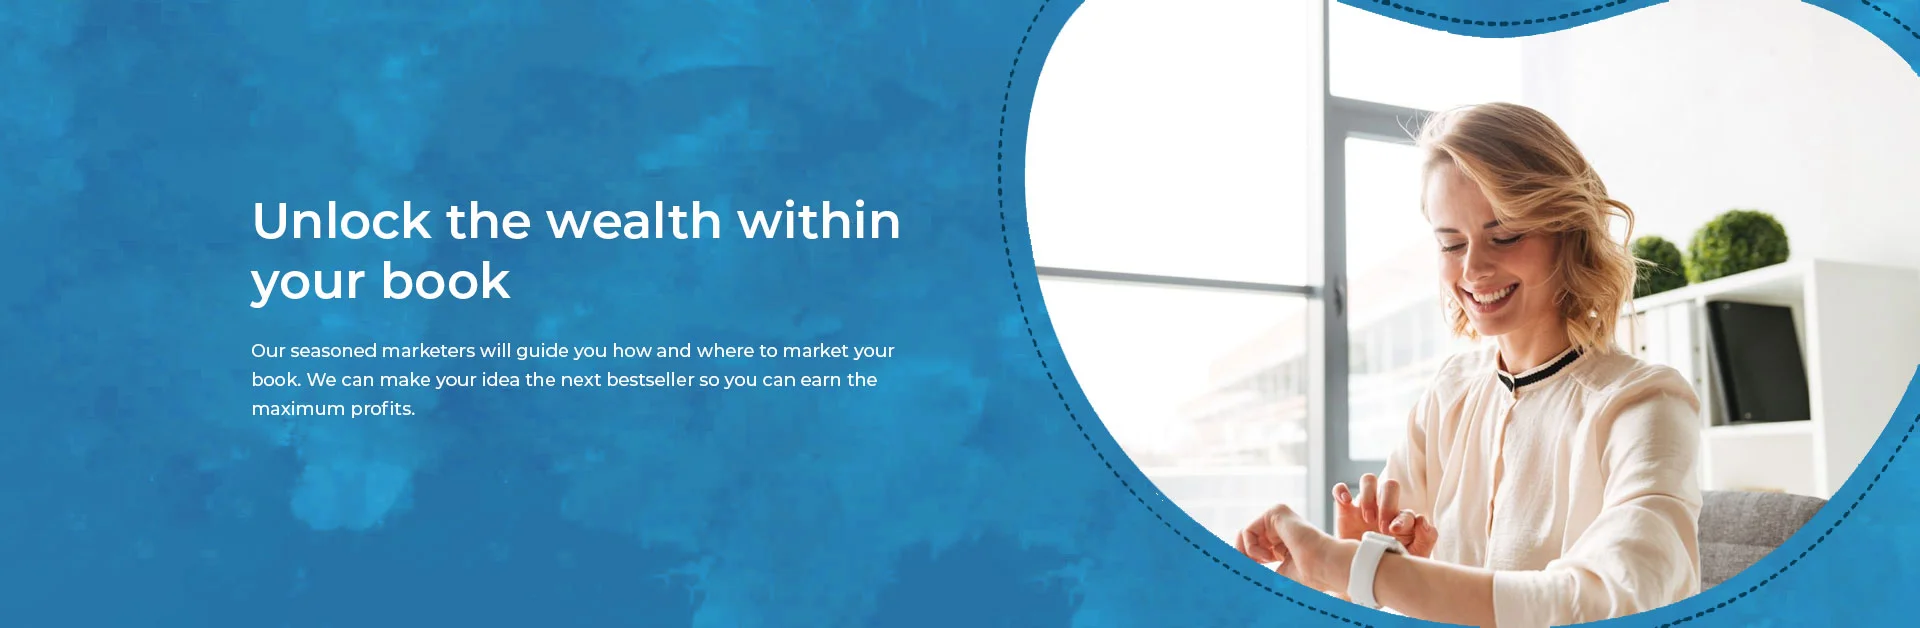 Unlock the wealth within
your book
Our seasoned marketers will guide you how and where to market your
book. We can make your idea the next bestseller so you can earn the
maximum profits.